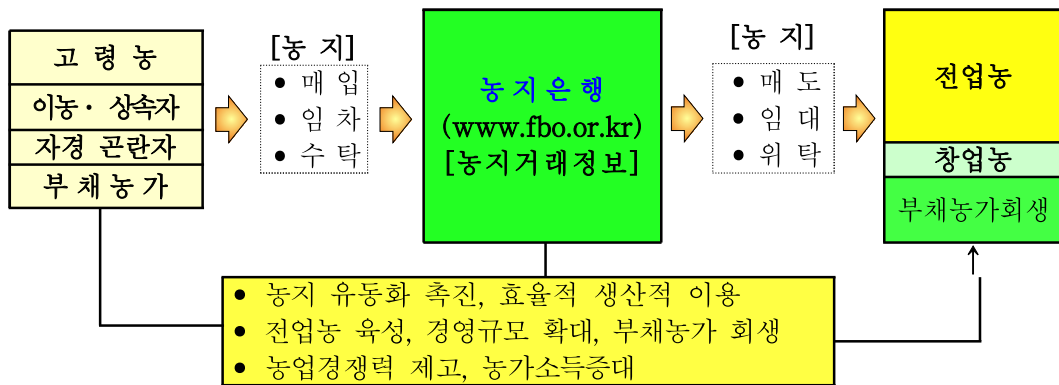 고 령 농
이농· 상속자
자경 곤란자
부 채 농 가
[농 지]
• 매 입
• 임 차
• 수 탁
농 지 은 행
(www.fbo.or.kr)
[농지거래정보]
[농 지]
• 매 도
• 임 대
• 위 탁
전업농
창업농
부채농가회생
• 농지 유동화 촉진, 효율적 생산적 이용
• 전업농 육성, 경영규모 확대, 부채농가 회생
• 농업경쟁력 제고, 농가소득증대